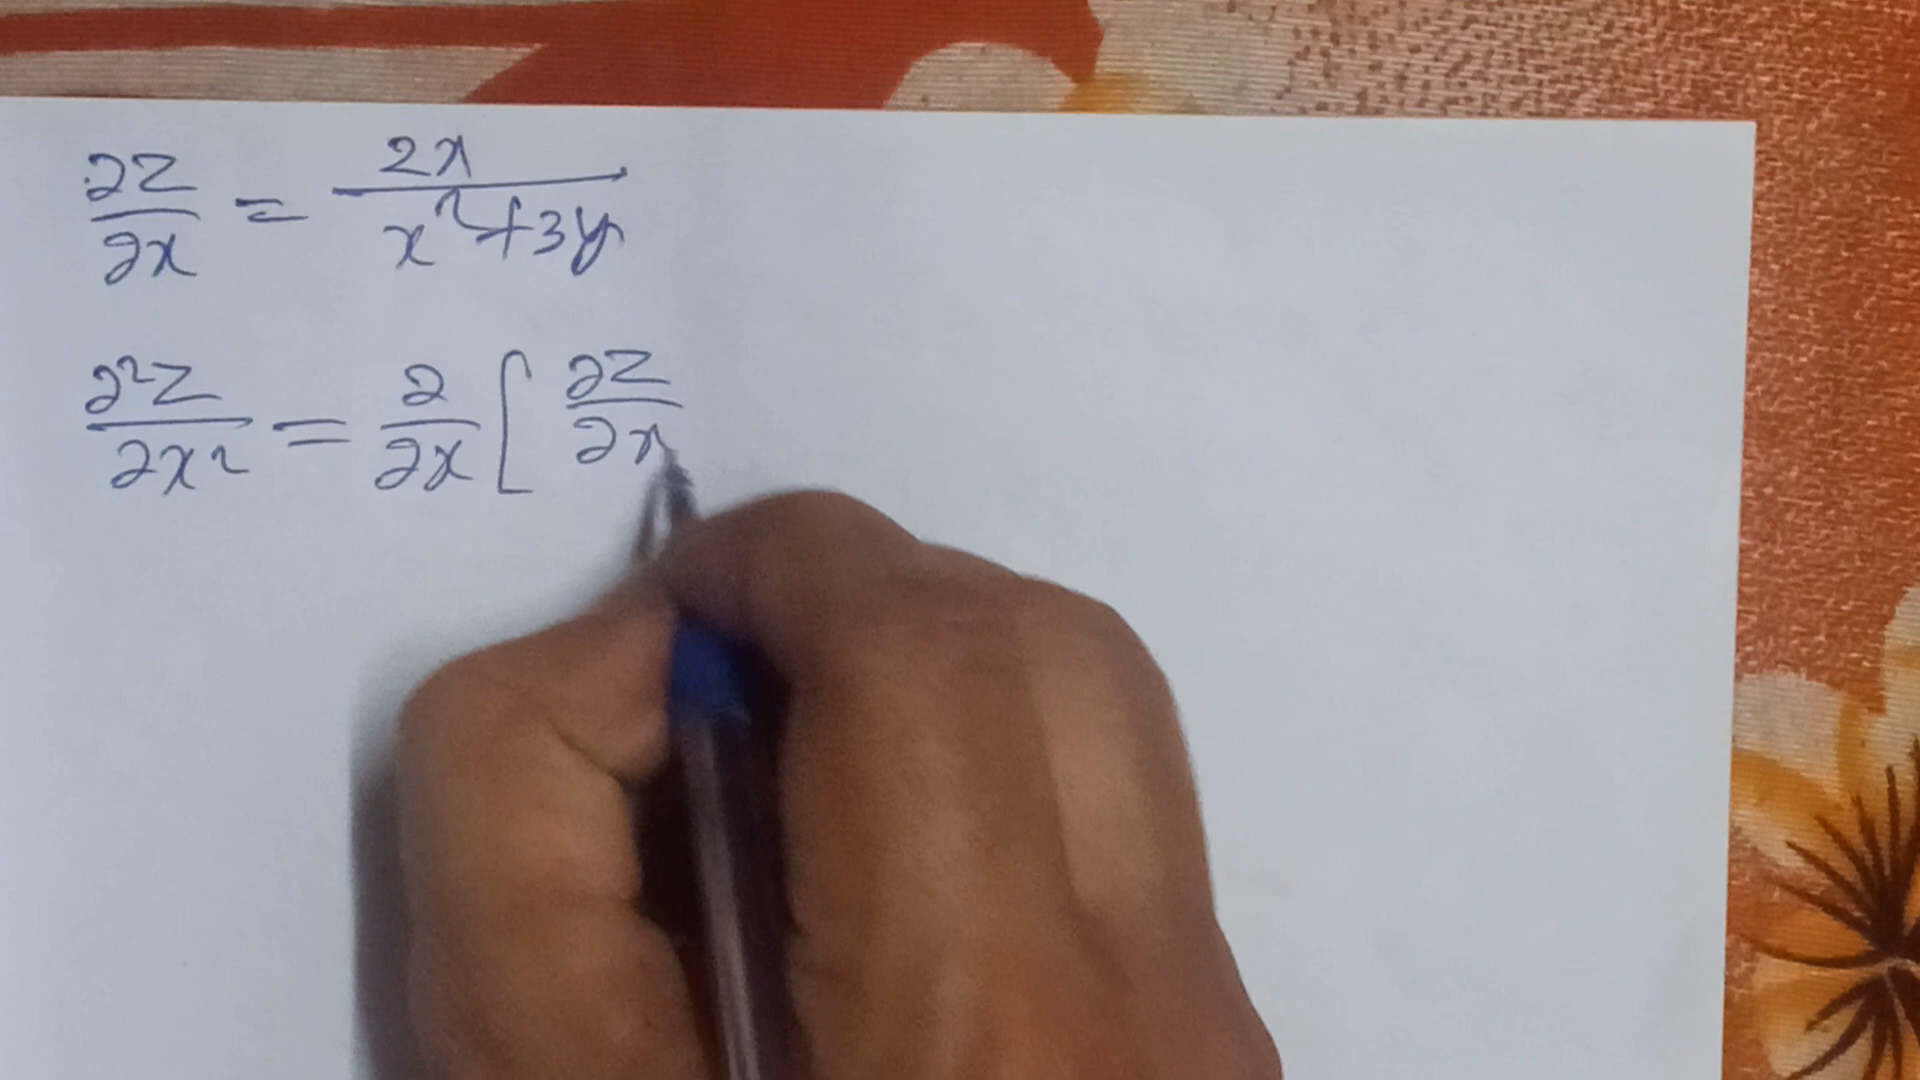 ∂z/∂x = 2x/(x²+3y)
∂²z/∂x² = ∂/∂x [ ∂z/∂x